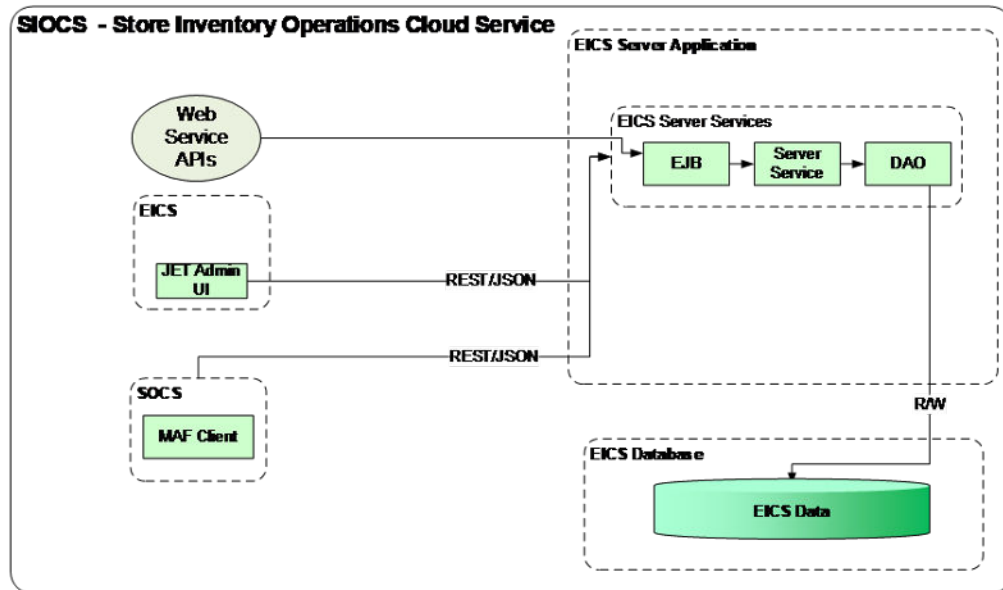 SIOCS - Store Inventory Operations Cloud Service
EICS Server Application
Web
Service
APIs
EICS Server Services
EJB
Server
Service
DAO
EICS
JET Admin
UI
REST/JSON
REST/JSON
SOCS
MAF Client
R/W
EICS Database
EICS Data